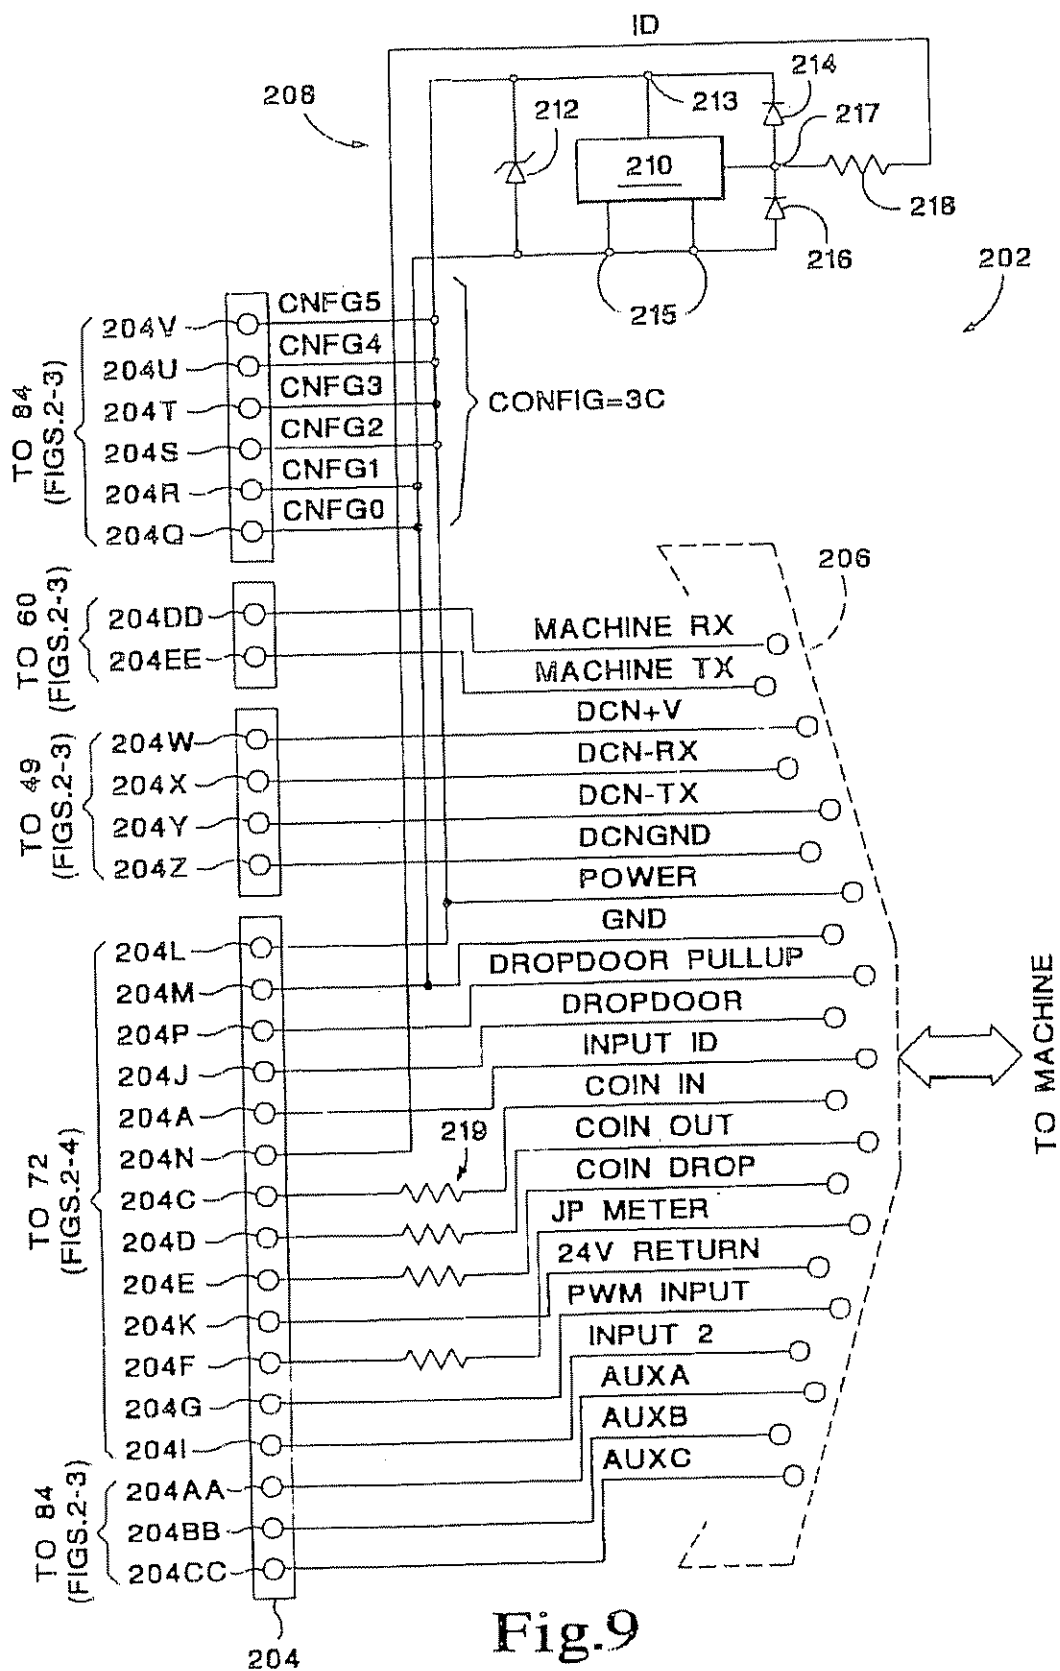 ID
208
212
213
214
217
210
218
216
215
202
CNFG5
CNFG4
CNFG3
CNFG2
CNFG1
CNFG0
CONFIG=3C
TO 84
(FIGS.2-3)
204V
204U
204T
204S
204R
204Q
TO 60
(FIGS.2-3)
204DD
204EE
206
MACHINE RX
MACHINE TX
TO 49
(FIGS.2-3)
204W
204X
204Y
204Z
DCN+V
DCN-RX
DCN-TX
DCNGND
POWER
GND
DROPDOOR PULLUP
DROPDOOR
INPUT ID
COIN IN
COIN OUT
COIN DROP
JP METER
24V RETURN
PWM INPUT
INPUT 2
AUXA
AUXB
AUXC
TO 72
(FIGS.2-4)
204L
204M
204P
204J
204A
204N
204C
204D
204E
204K
204F
204G
204I
219
TO MACHINE
TO 84
(FIGS.2-3)
204AA
204BB
204CC
204
Fig.9